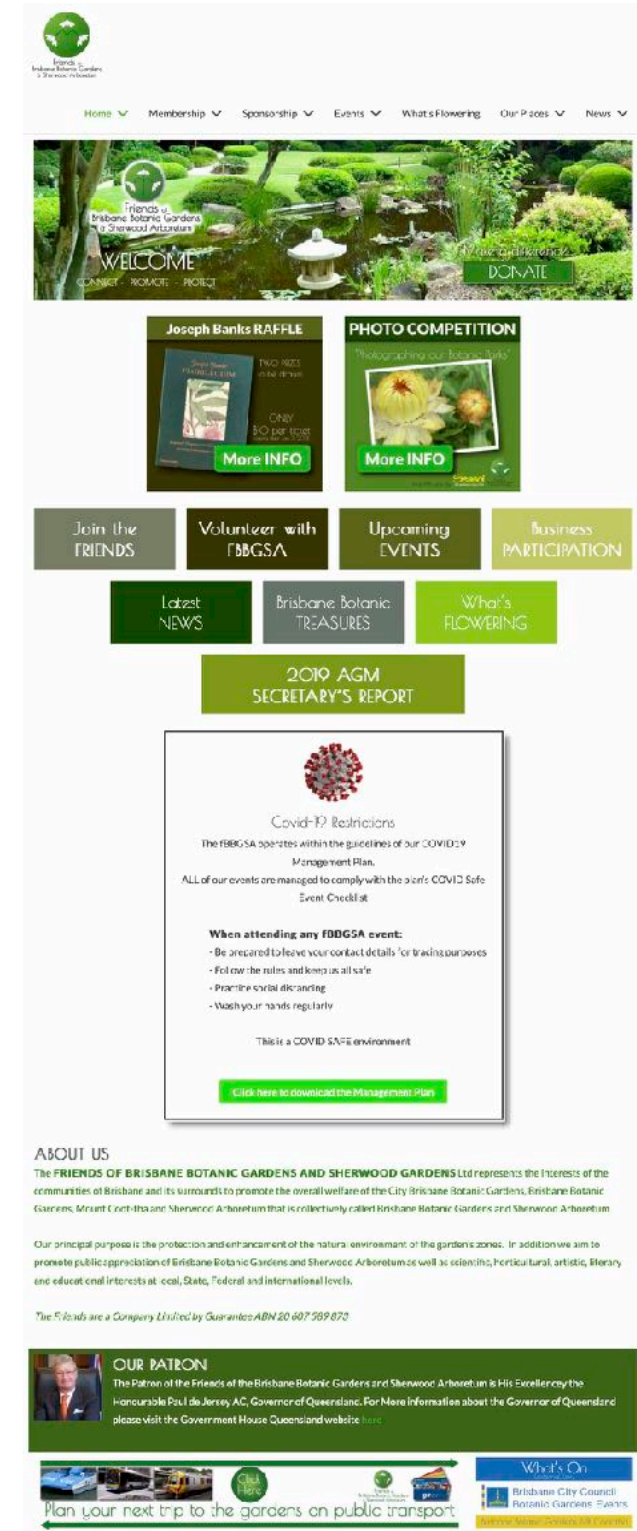 Friends of
Brisbane Botanic Gardens
& Sherwood Arboretum
Home
Membership
Sponsorship
Events
What's Flowering
Our Places
News
Friends of
Brisbane Botanic Gardens
& Sherwood Arboretum
WELCOME
CONNECT - PROMOTE - PROTECT
DONATE
Joseph Banks RAFFLE
TWO PRIZES
ONLY
$10 per ticket
More INFO
PHOTO COMPETITION
"Photographing our Botanic Parks"
More INFO
Join the
FRIENDS
Volunteer with
FBBGSA
Upcoming
EVENTS
Business
PARTICIPATION
Latest
NEWS
Brisbane Botanic
TREASURES
What's
FLOWERING
2019 AGM
SECRETARY'S REPORT
Covid-19 Restrictions
The fBBGSA operates within the guidelines of our COVID19
Management Plan.
ALL of our events are managed to comply with the plan's COVID Safe
Event Checklist
When attending any fBBGSA event:
- Be prepared to leave your contact details for tracing purposes
- Follow the rules and keep us all safe
- Practice social distancing
- Wash your hands regularly
This is a COVID SAFE environment
Click here to download the Management Plan
ABOUT US
The FRIENDS OF BRISBANE BOTANIC GARDENS AND SHERWOOD GARDENS Ltd represents the interests of the
communities of Brisbane and its surrounds to promote the overall welfare of the City Brisbane Botanic Gardens, Brisbane Botanic
Gardens, Mount Coot-tha and Sherwood Arboretum that is collectively called Brisbane Botanic Gardens and Sherwood Arboretum
Our principal purpose is the protection and enhancement of the natural environment of the garden's zones. In addition we aim to
promote public appreciation of Brisbane Botanic Gardens and Sherwood Arboretum as well as scientific, horticultural, artistic, literary
and educational interests at local, State, Federal and international levels.
The Friends are a Company Limited by Guarantee ABN 20 607 589 873
OUR PATRON
The Patron of the Friends of the Brisbane Botanic Gardens and Sherwood Arboretum is His Excellencey the
Honourable Paul de Jersey AC, Governor of Queensland. For More information about the Governor of Queensland
please visit the Government House Queensland website here
Click
Here
Plan your next trip to the gardens on public transport
What's On
Brisbane City Council
Botanic Gardens Events